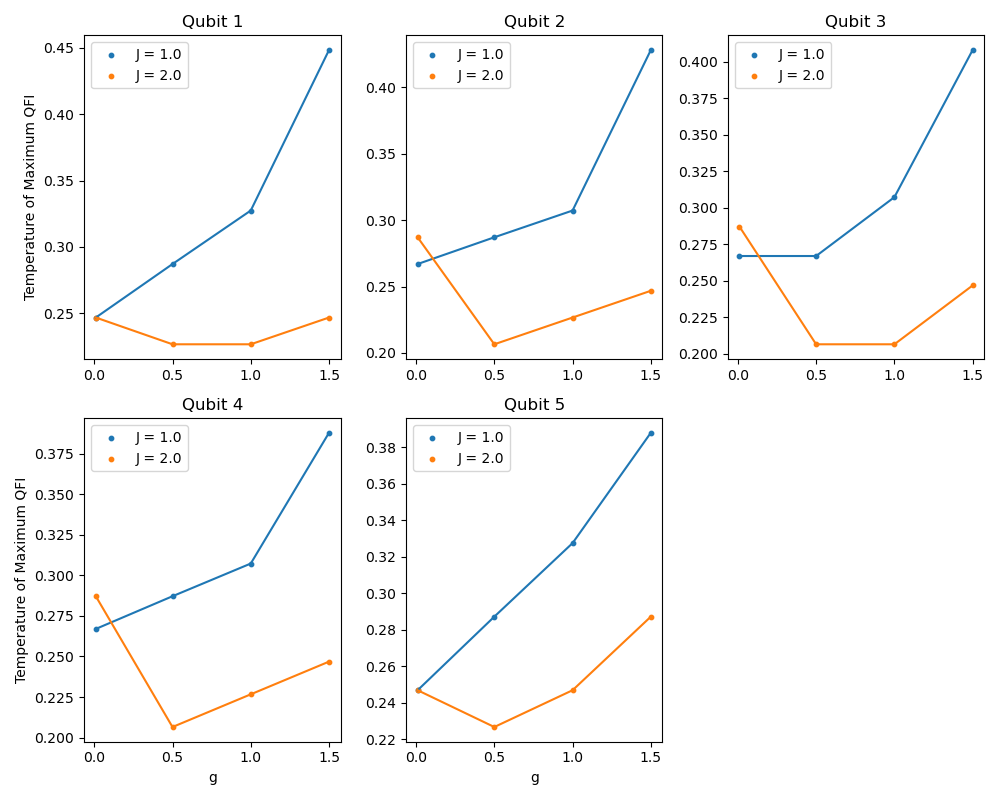 Qubit 1
Temperature of Maximum QFI
0.45
0.40
0.35
0.30
0.25
J = 1.0
J = 2.0
0.0 0.5 1.0 1.5
Qubit 2
0.40
0.35
0.30
0.25
0.20
J = 1.0
J = 2.0
0.0 0.5 1.0 1.5
Qubit 3
0.400
0.375
0.350
0.325
0.300
0.275
0.250
0.225
0.200
J = 1.0
J = 2.0
0.0 0.5 1.0 1.5
Qubit 4
Temperature of Maximum QFI
0.375
0.350
0.325
0.300
0.275
0.250
0.225
0.200
J = 1.0
J = 2.0
0.0 0.5 1.0 1.5
g
Qubit 5
0.38
0.36
0.34
0.32
0.30
0.28
0.26
0.24
0.22
J = 1.0
J = 2.0
0.0 0.5 1.0 1.5
g